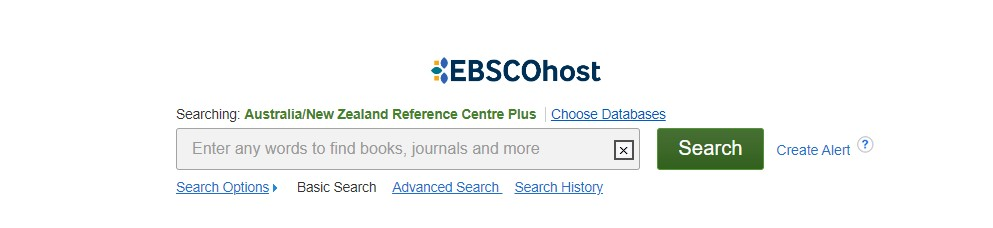 EBSCOhost
Searching: Australia/New Zealand Reference Centre Plus Choose Databases
Enter any words to find books, journals and more
Search
Create Alert ?
Search Options Basic Search Advanced Search Search History